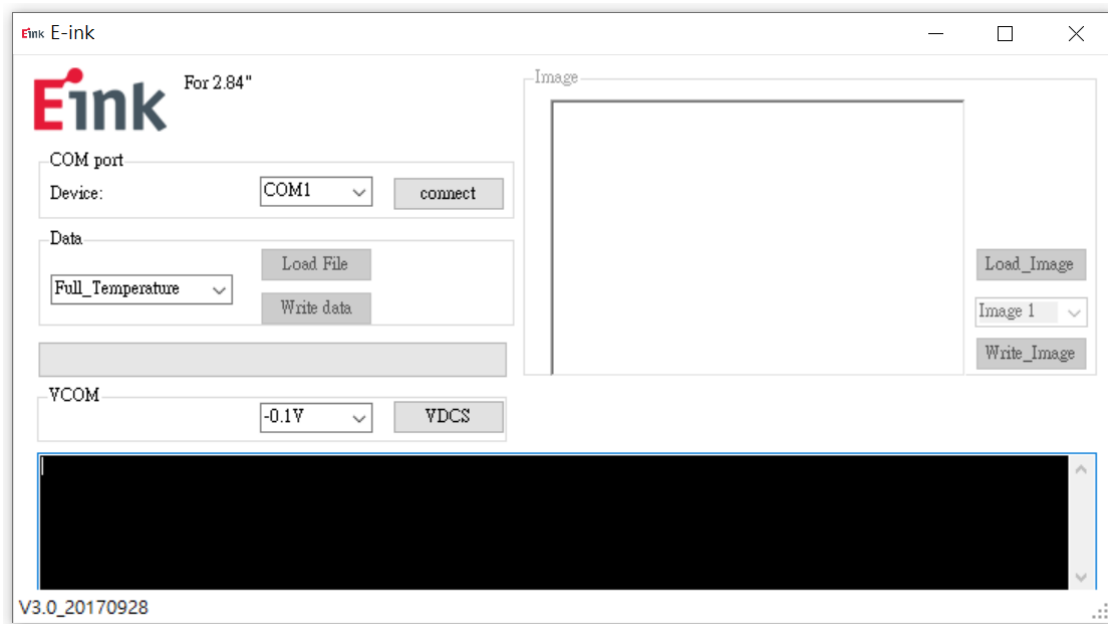 Eink E-ink
Eink
For 2.84"
COM port
Device:
COM1
connect
Data
Full_Temperature
Load File
Write data
VCOM
-0.1V
VDCS
Image
Load_Image
Image 1
Write_Image
V3.0_20170928